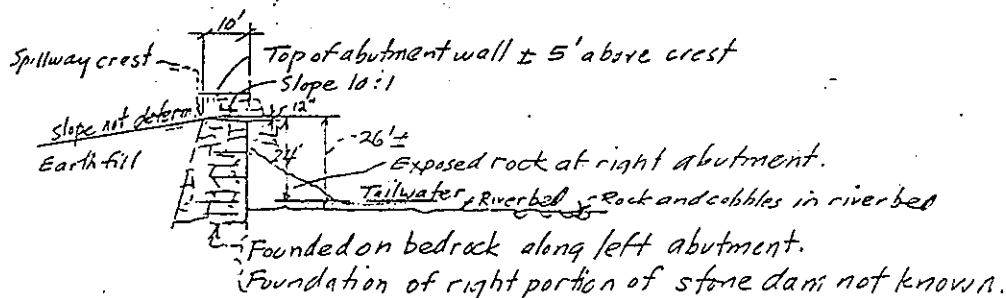 10'
Spillway crest
Top of abutment wall ± 5' above crest
Slope 10:1
12"
Slope not determ.
26'±
Earth fill
24'
Exposed rock at right abutment.
Tailwater
Riverbed
Rock and cobbles in riverbed
Founded on bedrock along left abutment.
Foundation of right portion of stone dam not known.